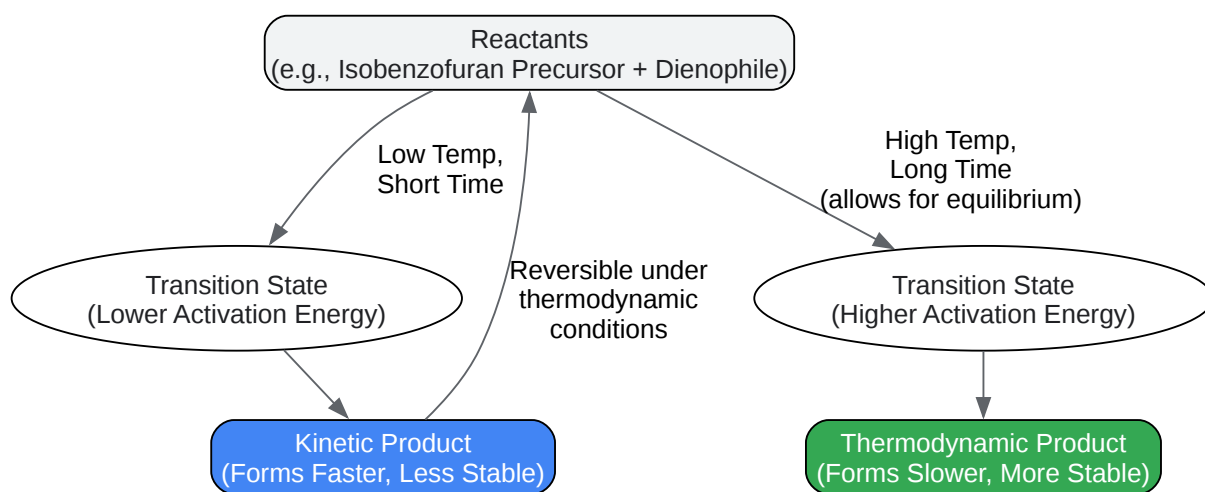 Reactants
(e.g., Isobenzofuran Precursor + Dienophile)
Low Temp,
Short Time
High Temp,
Long Time
(allows for equilibrium)
Transition State
(Lower Activation Energy)
Reversible under
thermodynamic
conditions
Transition State
(Higher Activation Energy)
Kinetic Product
(Forms Faster, Less Stable)
Thermodynamic Product
(Forms Slower, More Stable)